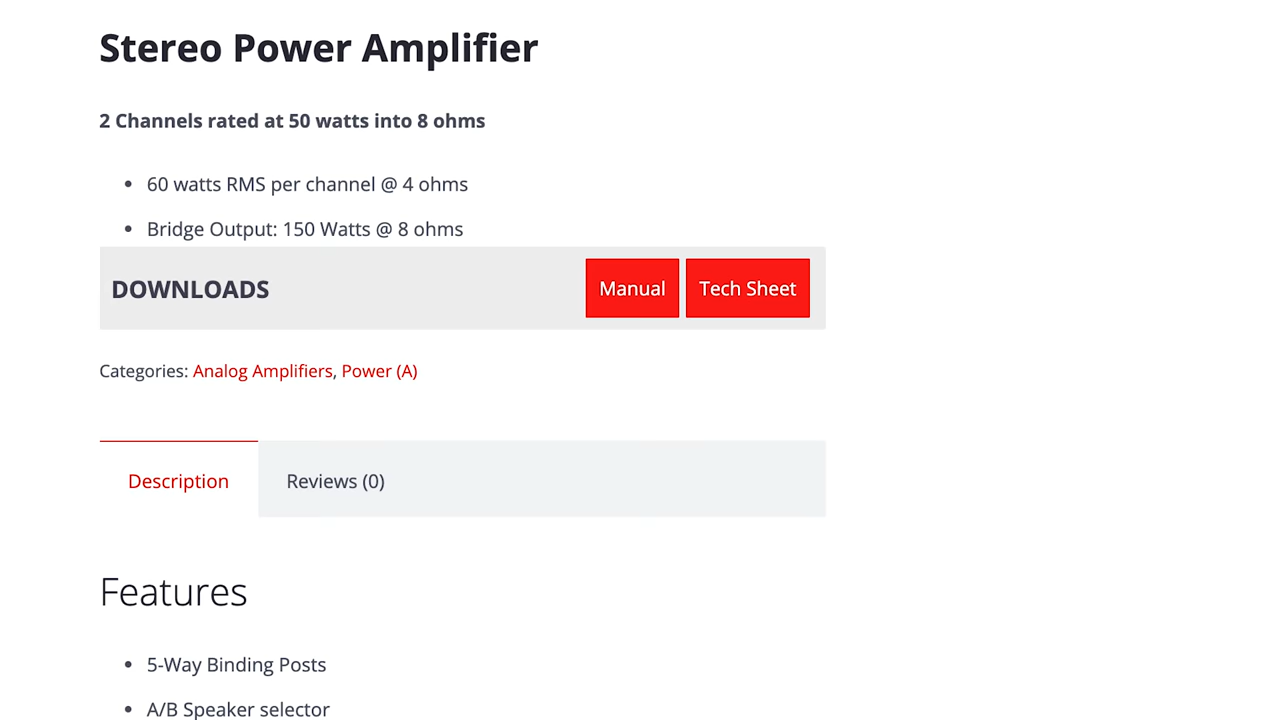 Stereo Power Amplifier
2 Channels rated at 50 watts into 8 ohms
• 60 watts RMS per channel @ 4 ohms
• Bridge Output: 150 Watts @ 8 ohms
DOWNLOADS Manual Tech Sheet
Categories: Analog Amplifiers, Power (A)
Description Reviews (0)
Features
• 5-Way Binding Posts
• A/B Speaker selector